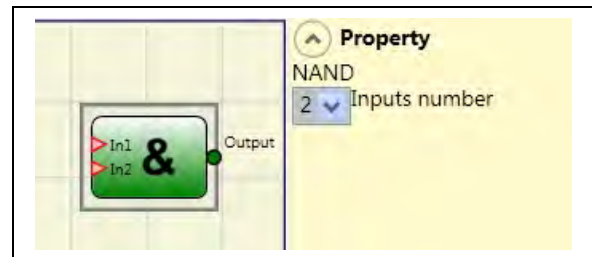 Property
NAND
2 Inputs number
In1
In2
&
Output